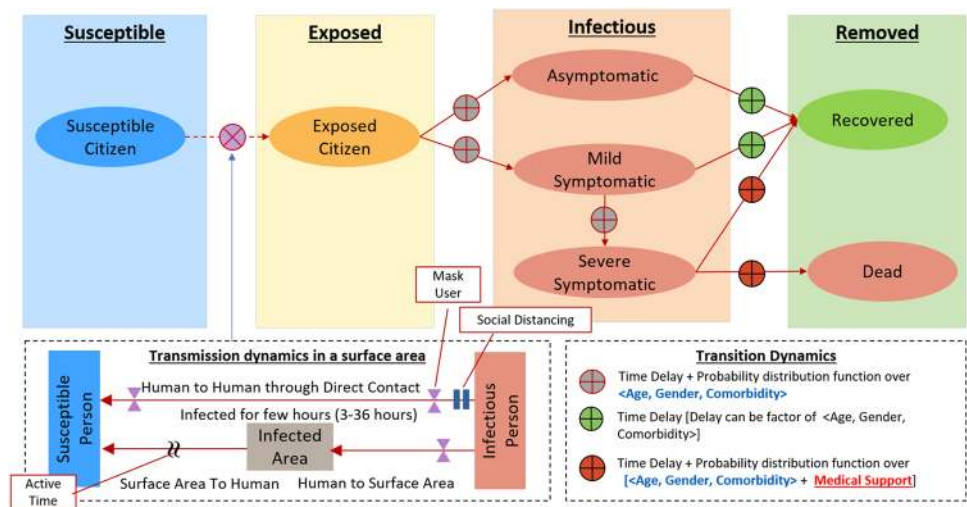 Susceptible
Exposed
Infectious
Removed
Susceptible
Citizen
Exposed
Citizen
Asymptomatic
Mild
Symptomatic
Severe
Symptomatic
Recovered
Dead
Mask
User
Social Distancing
Transmission dynamics in a surface area
Susceptible
Person
Human to Human through Direct Contact
Infected for few hours (3-36 hours)
Infected
Area
Infectious
Person
Active
Time
Surface Area To Human
Human to Surface Area
Transition Dynamics
Time Delay + Probability distribution function over
<Age, Gender, Comorbidity>
Time Delay [Delay can be factor of <Age, Gender,
Comorbidity>]
Time Delay + Probability distribution function over
[<Age, Gender, Comorbidity> + Medical Support]